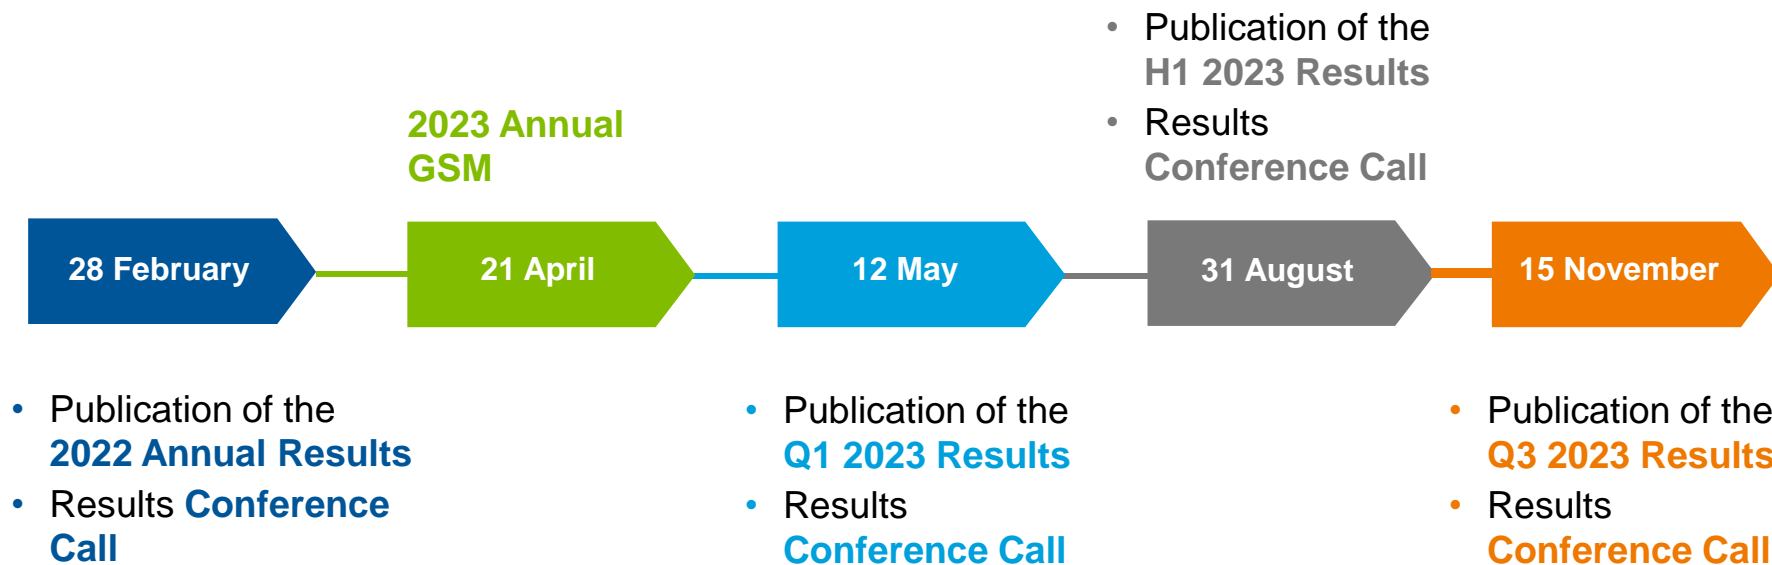 • Publication of the
H1 2023 Results
• Results
Conference Call
2023 Annual
GSM
28 February
21 April
12 May
31 August
15 November
• Publication of the
2022 Annual Results
• Results Conference
Call
• Publication of the
Q1 2023 Results
• Results
Conference Call
• Publication of the
Q3 2023 Results
• Results
Conference Call